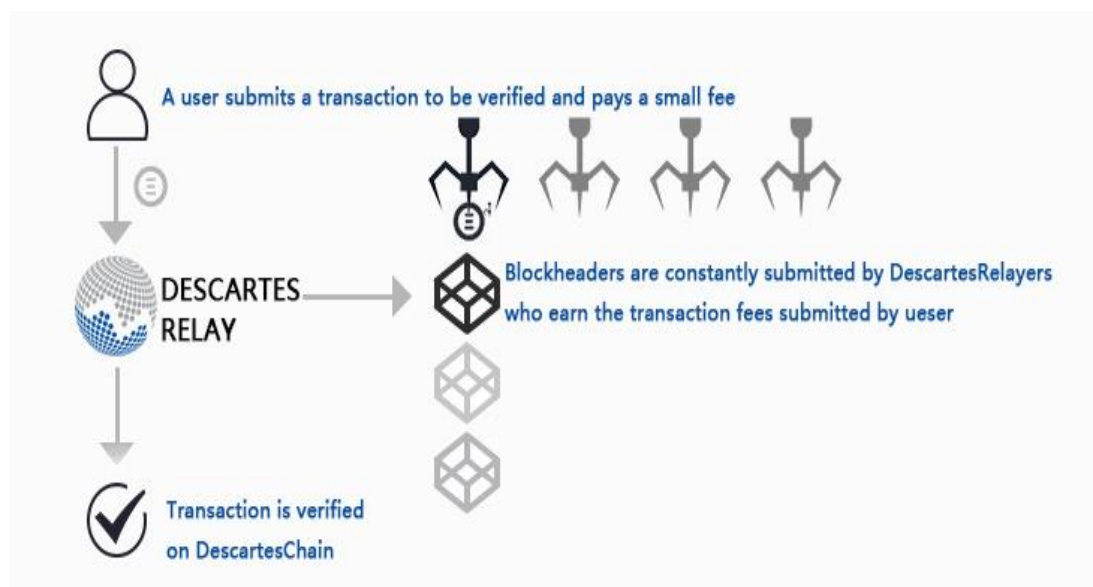 A user submits a transaction to be verified and pays a small fee
DESCARTES
RELAY
Blockheaders are constantly submitted by DescartesRelayers
who earn the transaction fees submitted by ueser
Transaction is verified
on DescartesChain